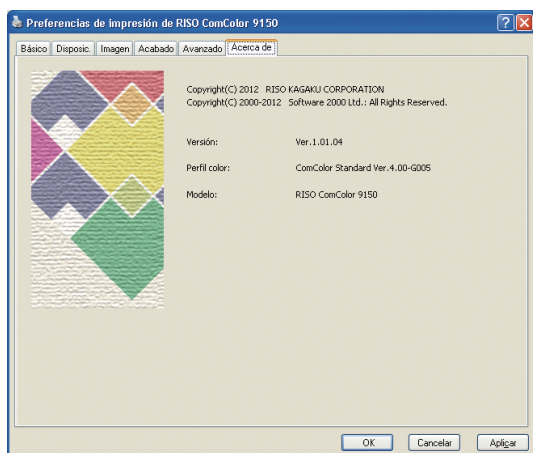 Preferencias de impresión de RISO ComColor 9150
Básico Disposic. Imagen Acabado Avanzado Acerca de
Copyright(C) 2012 RISO KAGAKU CORPORATION
Copyright(C) 2000-2012 Software 2000 Ltd.: All Rights Reserved.
Versión: Ver.1.01.04
Perfil color: ComColor Standard Ver.4.00-G005
Modelo: RISO ComColor 9150
OK Cancelar Aplicar